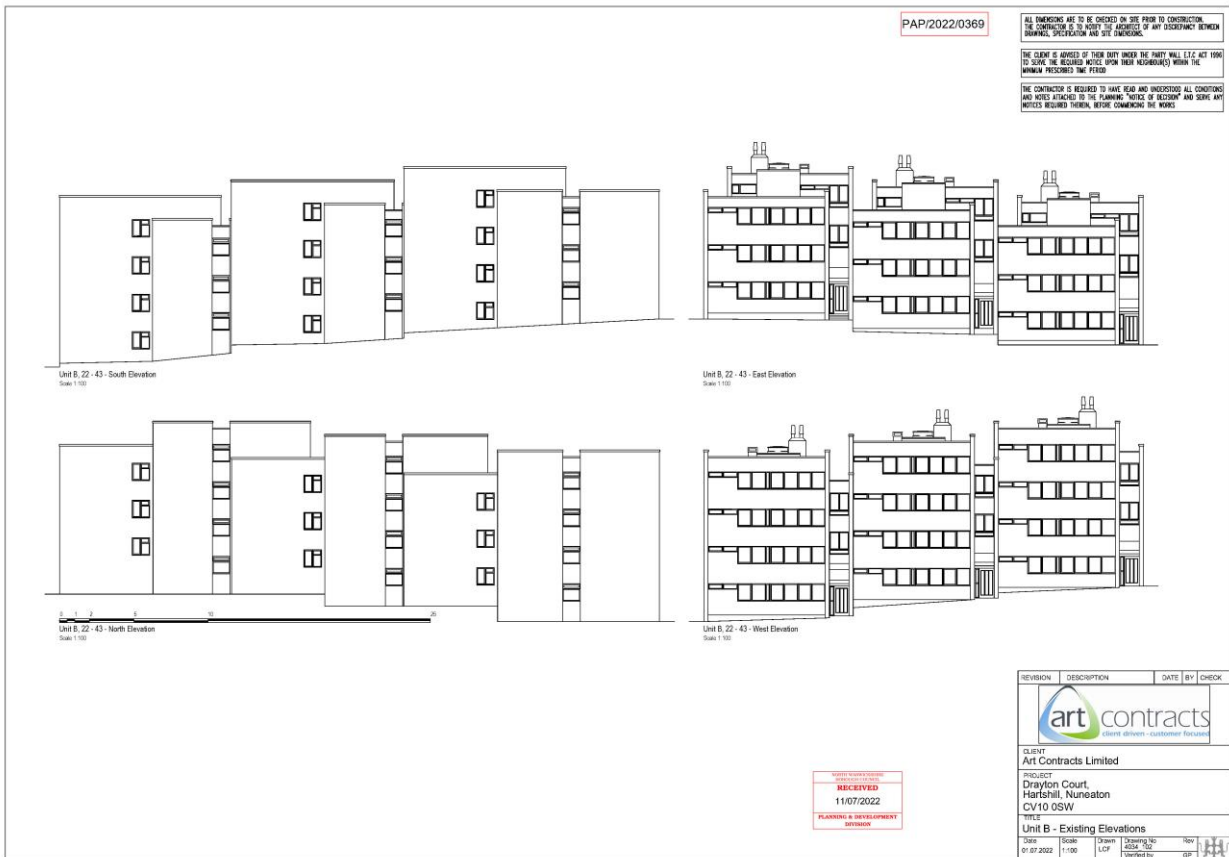 PAP/2022/0369
ALL DIMENSIONS ARE TO BE CHECKED ON SITE PRIOR TO CONSTRUCTION.
THE CONTRACTOR IS TO NOTIFY THE ARCHITECT OF ANY DISCREPANCY BETWEEN
DRAWINGS, SPECIFICATION AND SITE DIMENSIONS.
THE CLIENT IS ADVISED OF THEIR DUTY UNDER THE PARTY WALL E.T.C ACT 1996
TO SERVE THE REQUIRED NOTICE UPON THEIR NEIGHBOUR(S) WITHIN THE
MINIMUM PRESCRIBED TIME PERIOD
THE CONTRACTOR IS REQUIRED TO HAVE READ AND UNDERSTOOD ALL CONDITIONS
AND NOTES ATTACHED TO THE PLANNING "NOTICE OF DECISION" AND SERVE ANY
NOTICES REQUIRED THEREIN, BEFORE COMMENCING THE WORKS
Unit B, 22 - 43 - South Elevation
Scale 1:100
Unit B, 22 - 43 - East Elevation
Scale 1:100
0 1 2 5 10 25
Unit B, 22 - 43 - North Elevation
Scale 1:100
Unit B, 22 - 43 - West Elevation
Scale 1:100
NORTH WARWICKSHIRE
BOROUGH COUNCIL
RECEIVED
11/07/2022
PLANNING & DEVELOPMENT
DIVISION
REVISION DESCRIPTION DATE BY CHECK
art contracts
client driven - customer focused
CLIENT
Art Contracts Limited
PROJECT
Drayton Court,
Hartshill, Nuneaton
CV10 0SW
TITLE
Unit B - Existing Elevations
Date Scale Drawn Drawing No Rev
01.07.2022 1:100 LCF 4034_102
Verified by GP